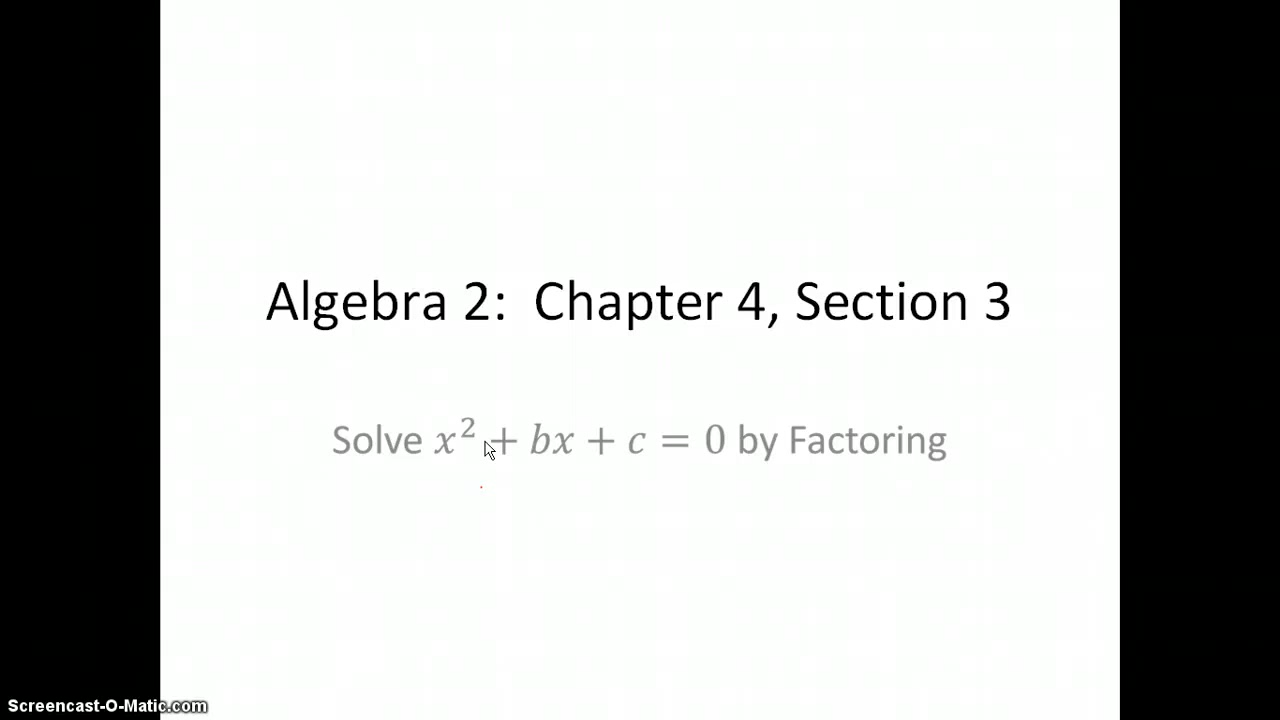 Algebra 2: Chapter 4, Section 3
Solve x² + bx + c = 0 by Factoring
Screencast-O-Matic.com